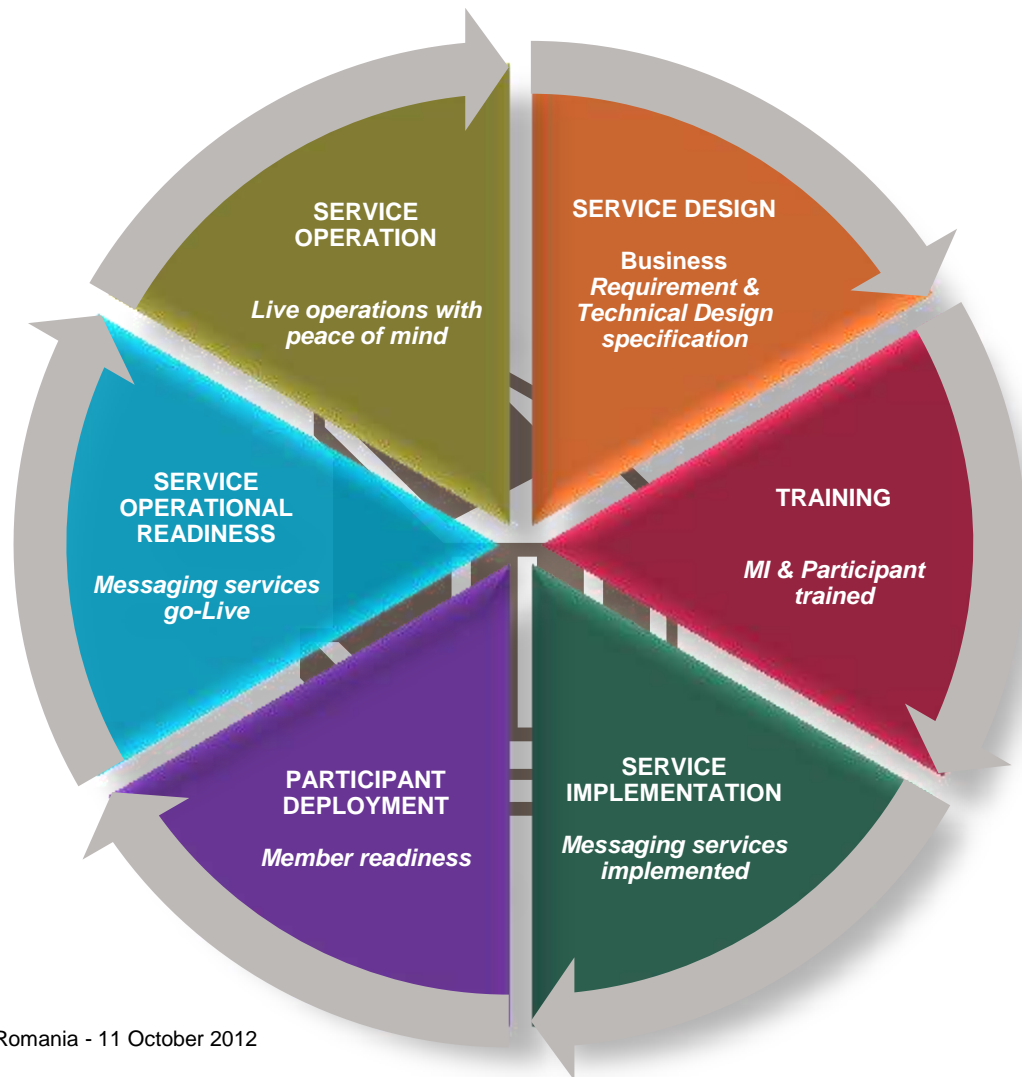 SERVICE
OPERATION
Live operations with
peace of mind
SERVICE DESIGN
Business
Requirement &
Technical Design
specification
TRAINING
MI & Participant
trained
SERVICE
IMPLEMENTATION
Messaging services
implemented
PARTICIPANT
DEPLOYMENT
Member readiness
SERVICE
OPERATIONAL
READINESS
Messaging services
go-Live
Romania - 11 October 2012